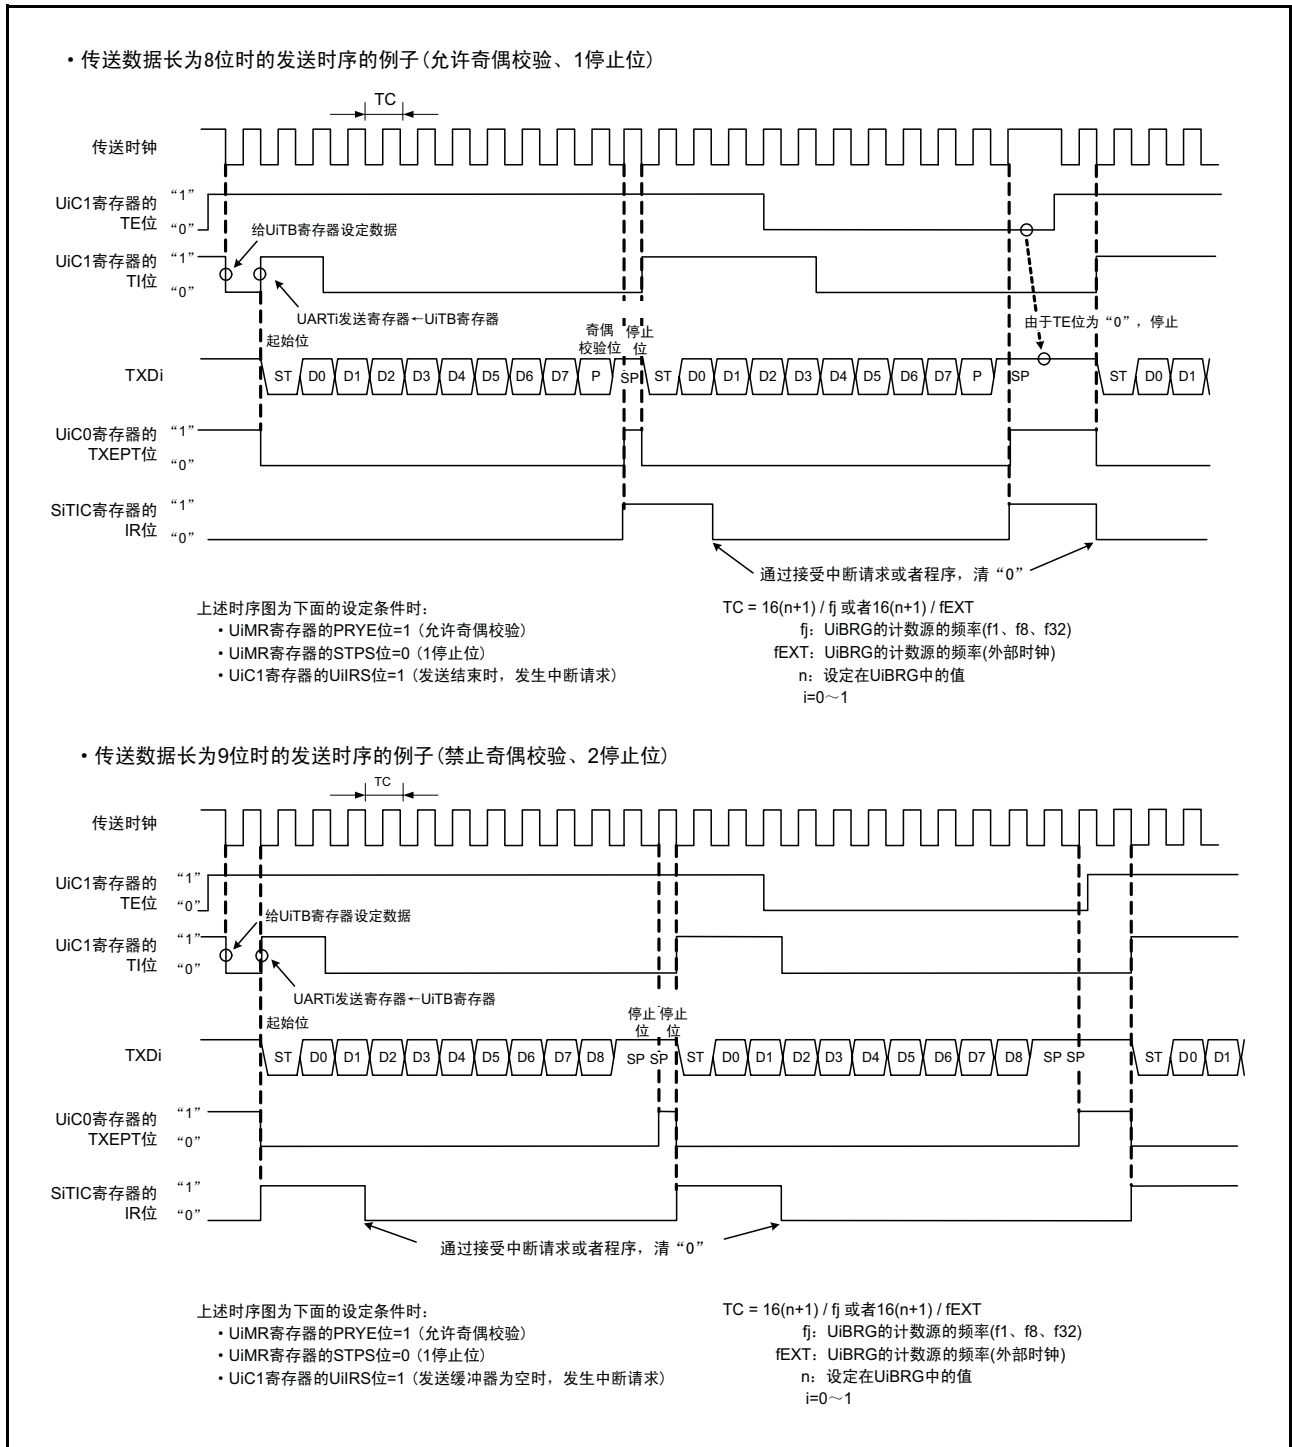 • 传送数据长为8位时的发送时序的例子(允许奇偶校验、1停止位)
TC
传送时钟
UiC1寄存器的
TE位
“1”
“0”
给UiTB寄存器设定数据
UiC1寄存器的
TI位
“1”
“0”
UARTi发送寄存器←UiTB寄存器
由于TE位为“0”,停止
起始位
奇偶
校验位
停止
位
TXDi
ST D0 D1 D2 D3 D4 D5 D6 D7 P SP ST D0 D1 D2 D3 D4 D5 D6 D7 P SP ST D0 D1
UiC0寄存器的
TXEPT位
“1”
“0”
SiTIC寄存器的
IR位
“1”
“0”
通过接受中断请求或者程序,清“0”
上述时序图为下面的设定条件时:
• UiMR寄存器的PRYE位=1 (允许奇偶校验)
• UiMR寄存器的STPS位=0 (1停止位)
• UiC1寄存器的UiIRS位=1 (发送结束时,发生中断请求)
TC = 16(n+1) / fj 或者16(n+1) / fEXT
fj:UiBRG的计数源的频率(f1、f8、f32)
fEXT:UiBRG的计数源的频率(外部时钟)
n:设定在UiBRG中的值
i=0~1
• 传送数据长为9位时的发送时序的例子(禁止奇偶校验、2停止位)
TC
传送时钟
UiC1寄存器的
TE位
“1”
“0”
给UiTB寄存器设定数据
UiC1寄存器的
TI位
“1”
“0”
UARTi发送寄存器←UiTB寄存器
起始位
停止
位
停止
位
TXDi
ST D0 D1 D2 D3 D4 D5 D6 D7 D8 SP SP ST D0 D1 D2 D3 D4 D5 D6 D7 D8 SP SP ST D0 D1
UiC0寄存器的
TXEPT位
“1”
“0”
SiTIC寄存器的
IR位
“1”
“0”
通过接受中断请求或者程序,清“0”
上述时序图为下面的设定条件时:
• UiMR寄存器的PRYE位=1 (允许奇偶校验)
• UiMR寄存器的STPS位=0 (1停止位)
• UiC1寄存器的UiIRS位=1 (发送缓冲器为空时,发生中断请求)
TC = 16(n+1) / fj 或者16(n+1) / fEXT
fj:UiBRG的计数源的频率(f1、f8、f32)
fEXT:UiBRG的计数源的频率(外部时钟)
n:设定在UiBRG中的值
i=0~1